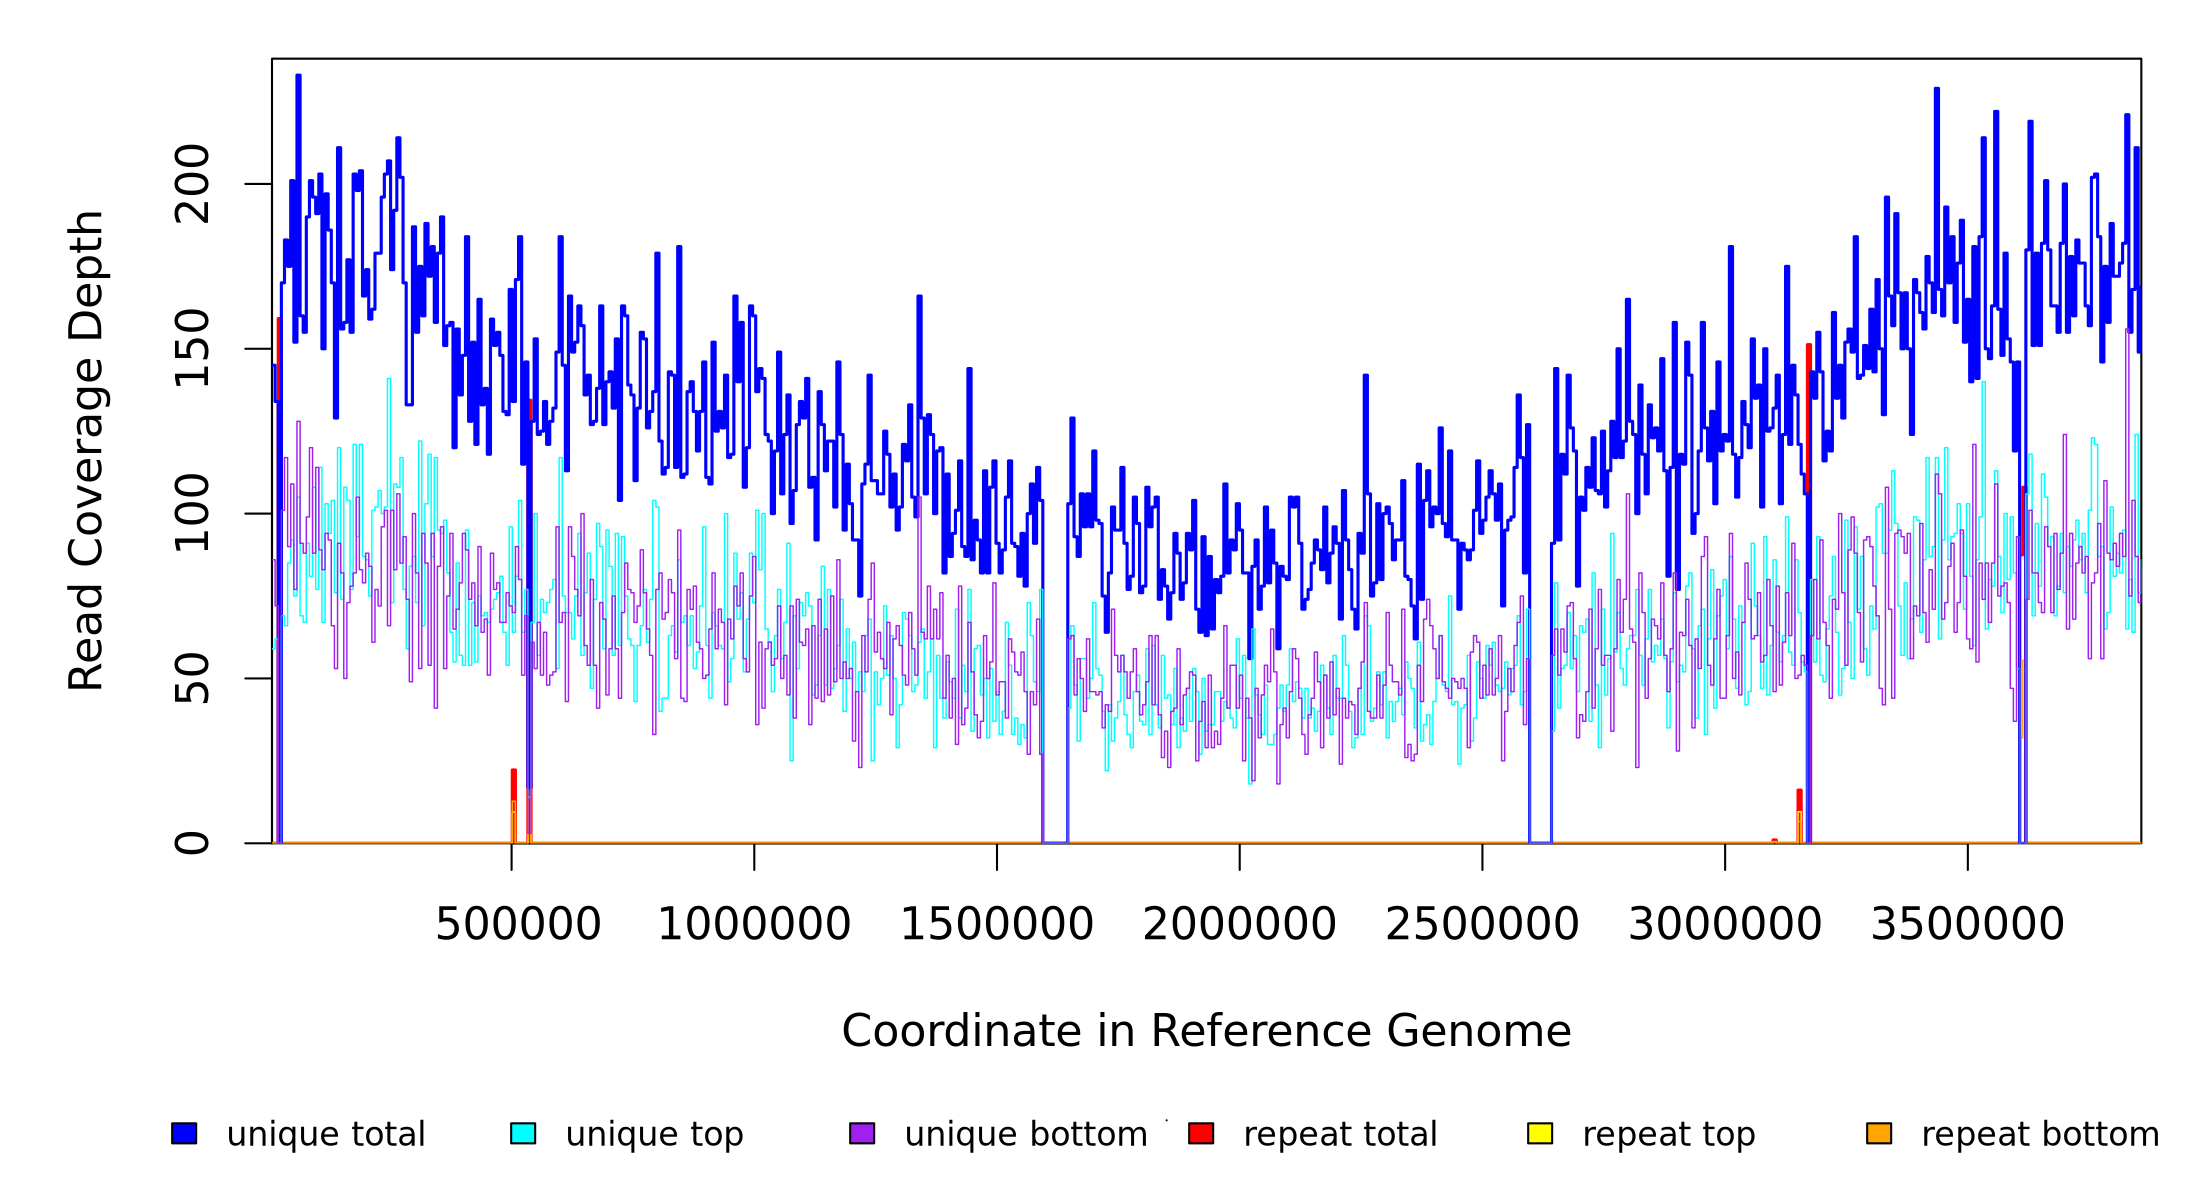 Read Coverage Depth
200
150
100
50
0
500000 1000000 1500000 2000000 2500000 3000000 3500000
Coordinate in Reference Genome
unique total unique top unique bottom repeat total repeat top repeat bottom